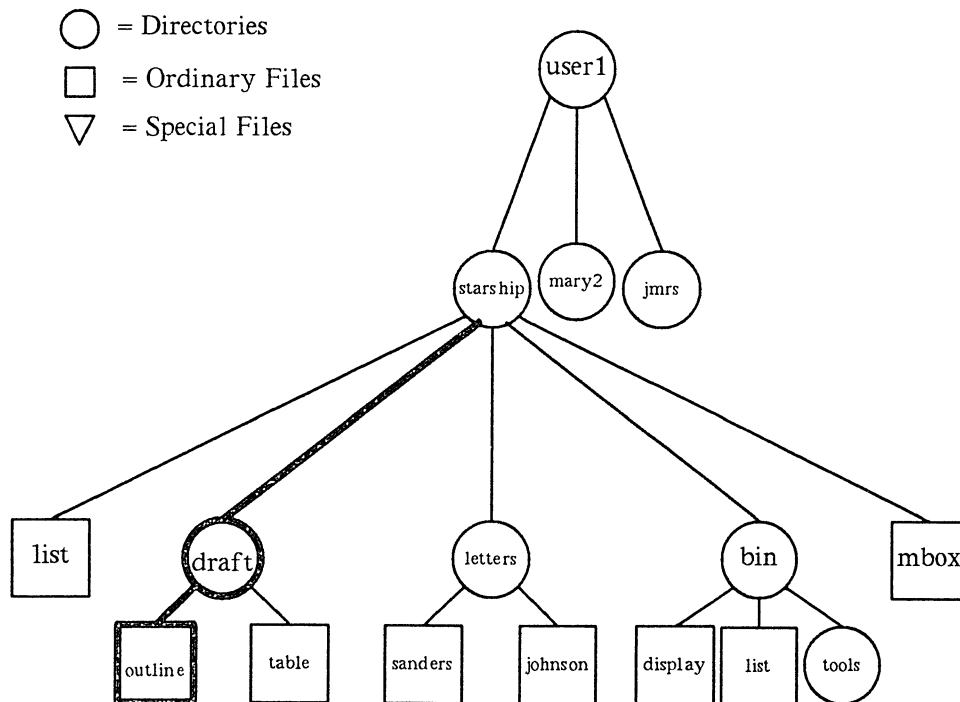 = Directories
= Ordinary Files
= Special Files
user1
starship
mary2
jmrs
list
draft
letters
bin
mbox
outline
table
sanders
johnson
display
list
tools